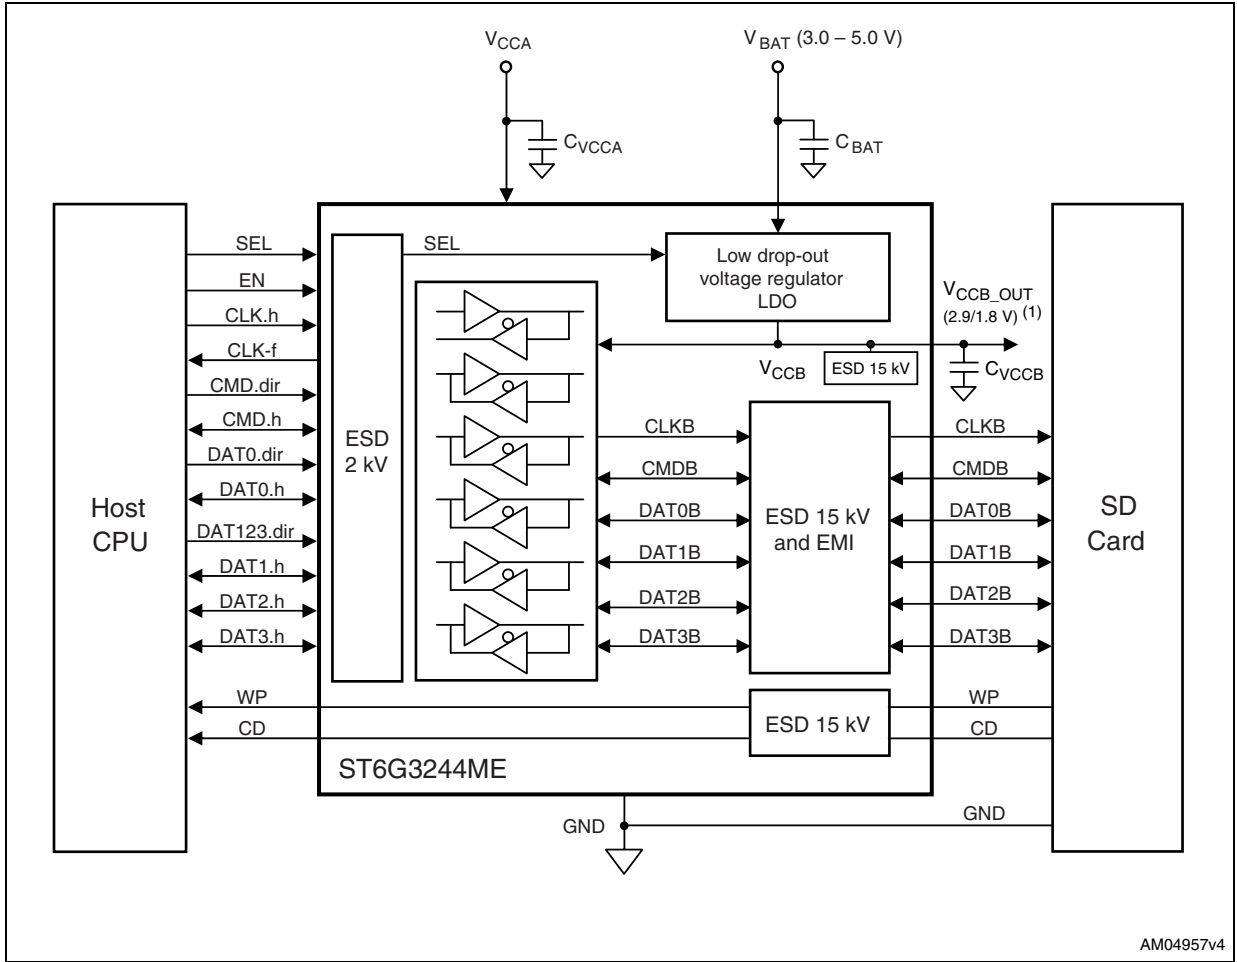 VCCA
VBAT (3.0 – 5.0 V)
CVCCA
CBAT
SEL
EN
CLK.h
CLK-f
CMD.dir
CMD.h
DAT0.dir
DAT0.h
DAT123.dir
DAT1.h
DAT2.h
DAT3.h
WP
CD
Host
CPU
ESD
2 kV
SEL
Low drop-out
voltage regulator
LDO
VCCB_OUT
(2.9/1.8 V) (1)
VCCB
ESD 15 kV
CVCCB
CLKB
CMDB
DAT0B
DAT1B
DAT2B
DAT3B
ESD 15 kV
and EMI
ESD 15 kV
CLKB
CMDB
DAT0B
DAT1B
DAT2B
DAT3B
WP
CD
SD
Card
ST6G3244ME
GND
GND
AM04957v4